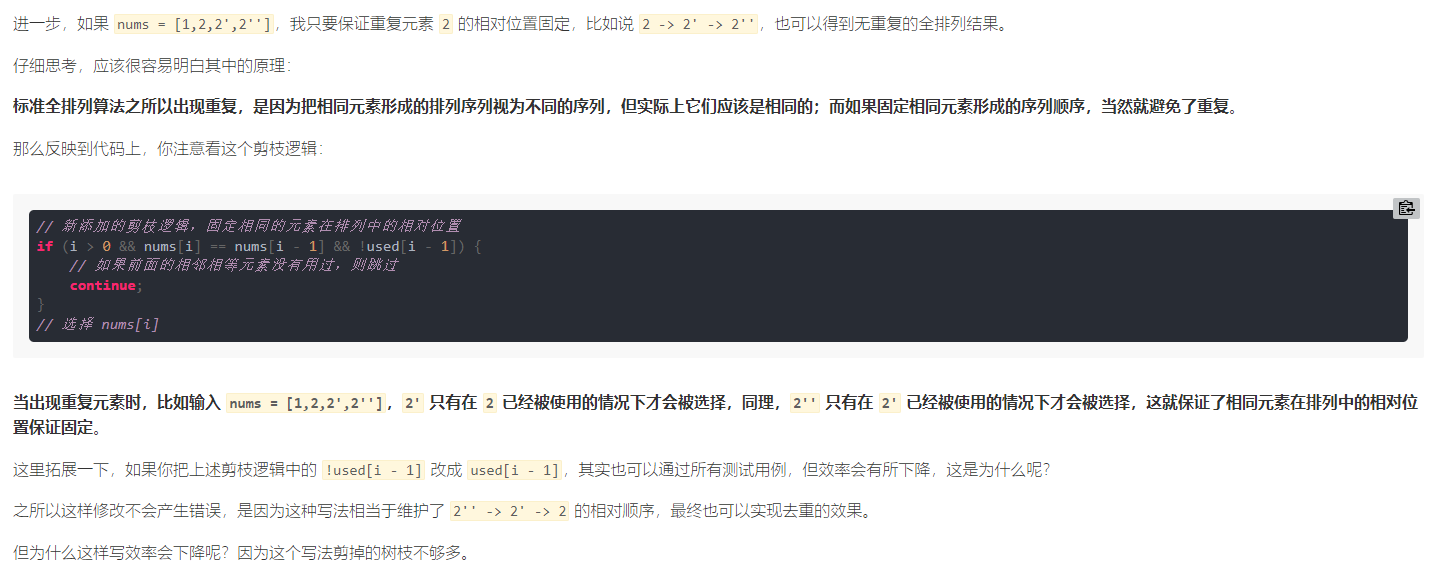 进一步，如果 nums = [1,2,2',2'']，我只要保证重复元素 2 的相对位置固定，比如说 2 -> 2' -> 2''，也可以得到无重复的全排列结果。
仔细思考，应该很容易明白其中的原理：
标准全排列算法之所以出现重复，是因为把相同元素形成的排列序列视为不同的序列，但实际上它们应该是相同的；而如果固定相同元素形成的序列顺序，当然就避免了重复。
那么反映到代码上，你注意看这个剪枝逻辑：
// 新添加的剪枝逻辑，固定相同的元素在排列中的相对位置
if (i > 0 && nums[i] == nums[i - 1] && !used[i - 1]) {
    // 如果前面的相邻相等元素没有用过，则跳过
    continue;
}
// 选择 nums[i]
当出现重复元素时，比如输入 nums = [1,2,2',2'']，2' 只有在 2 已经被使用的情况下才会被选择，同理，2'' 只有在 2' 已经被使用的情况下才会被选择，这就保证了相同元素在排列中的相对位
置保证固定。
这里拓展一下，如果你把上述剪枝逻辑中的 !used[i - 1] 改成 used[i - 1]，其实也可以通过所有测试用例，但效率会有所下降，这是为什么呢？
之所以这样修改不会产生错误，是因为这种写法相当于维护了 2'' -> 2' -> 2 的相对顺序，最终也可以实现去重的效果。
但为什么这样写效率会下降呢？因为这个写法剪掉的树枝不够多。